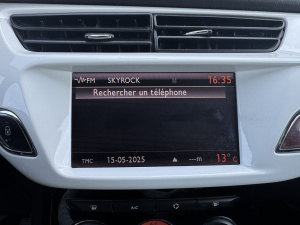 FM SKYROCK 16:35
Rechercher un téléphone
TMC 15-05-2025 ---m 13°C
A/C